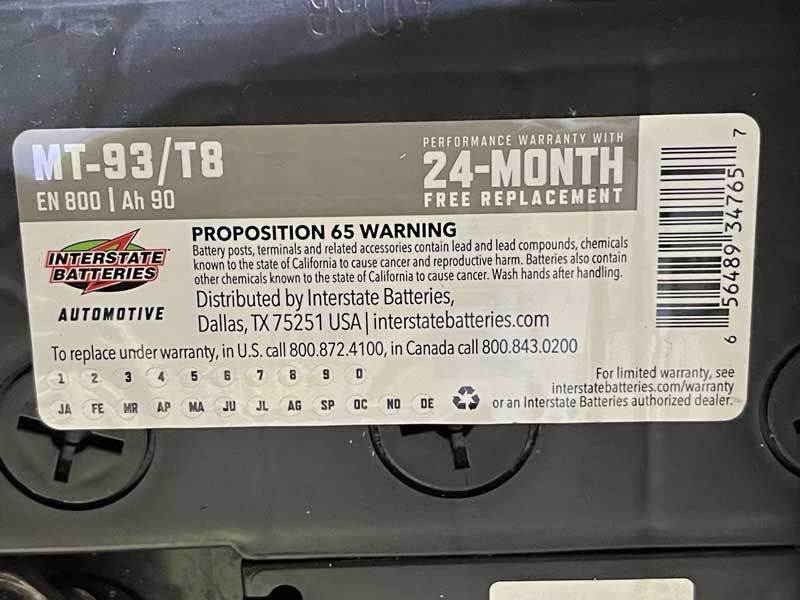 MT-93/T8
EN 800 | Ah 90
PERFORMANCE WARRANTY WITH
24-MONTH
FREE REPLACEMENT
INTERSTATE
BATTERIES
AUTOMOTIVE
PROPOSITION 65 WARNING
Battery posts, terminals and related accessories contain lead and lead compounds, chemicals
known to the state of California to cause cancer and reproductive harm. Batteries also contain
other chemicals known to the state of California to cause cancer. Wash hands after handling.
Distributed by Interstate Batteries,
Dallas, TX 75251 USA | interstatebatteries.com
6 56489 34765 7
To replace under warranty, in U.S. call 800.872.4100, in Canada call 800.843.0200
1 2 3 4 5 6 7 8 9 0
JA FE MR AP MA JU JL AG SP OC NO DE
For limited warranty, see
interstatebatteries.com/warranty
or an Interstate Batteries authorized dealer.